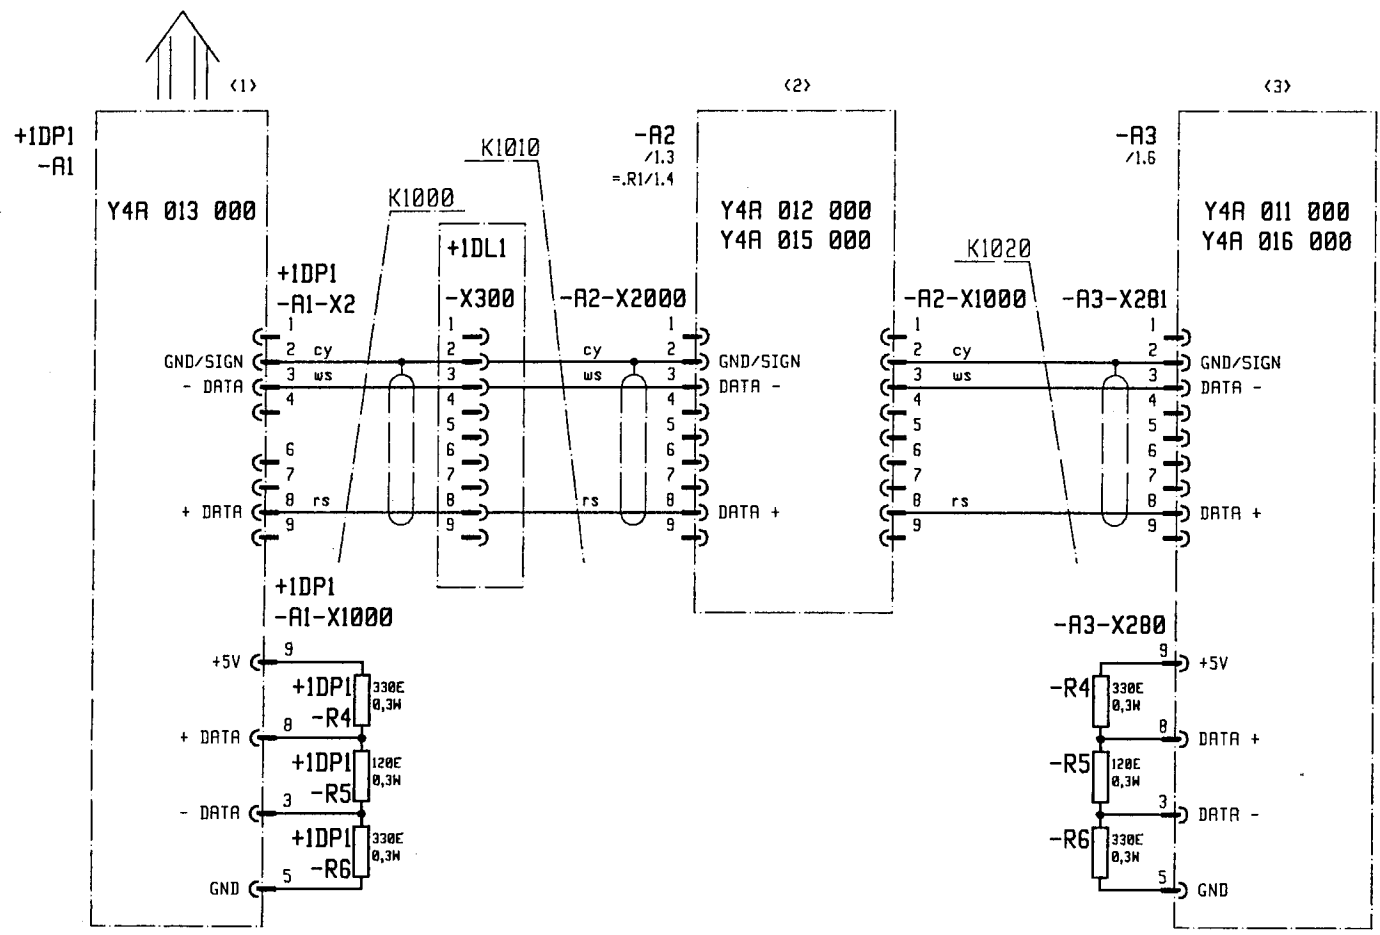 <1>
<2>
<3>
+1DP1
-A1
K1010
-A2
/1.3
=.R1/1.4
-A3
/1.6
Y4A 013 000
K1000
Y4A 012 000
Y4A 015 000
Y4A 011 000
Y4A 016 000
+1DL1
K1020
+1DP1
-A1-X2
-X300
-A2-X2000
-A2-X1000
-A3-X281
1
1
1
1
1
GND/SIGN 2 cy 2 cy 2 GND/SIGN
2 cy 2 GND/SIGN
- DATA 3 ws 3 ws 3 DATA -
3 ws 3 DATA -
4 4 4 4 4
5 5 5 5
6 6 6 6 6
7 7 7 7 7
+ DATA 8 rs 8 rs 8 DATA +
8 rs 8 DATA +
9 9 9 9 9
+1DP1
-A1-X1000
+5V 9
+1DP1 330E
-R4 0,3W
+ DATA 8
+1DP1 120E
-R5 0,3W
- DATA 3
+1DP1 330E
-R6 0,3W
GND 5
-A3-X280
9 +5V
-R4 330E
0,3W
8 DATA +
-R5 120E
0,3W
3 DATA -
-R6 330E
0,3W
5 GND